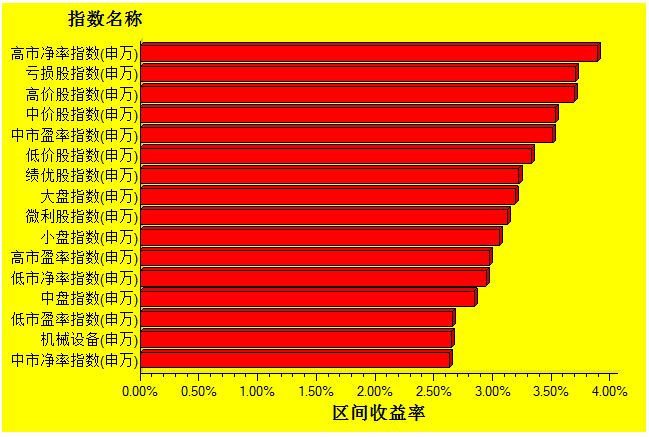 指数名称
高市净率指数(申万)
亏损股指数(申万)
高价股指数(申万)
中价股指数(申万)
中市盈率指数(申万)
低价股指数(申万)
绩优股指数(申万)
大盘指数(申万)
微利股指数(申万)
小盘指数(申万)
高市盈率指数(申万)
低市净率指数(申万)
中盘指数(申万)
低市盈率指数(申万)
机械设备(申万)
中市净率指数(申万)
0.00% 0.50% 1.00% 1.50% 2.00% 2.50% 3.00% 3.50% 4.00%
区间收益率